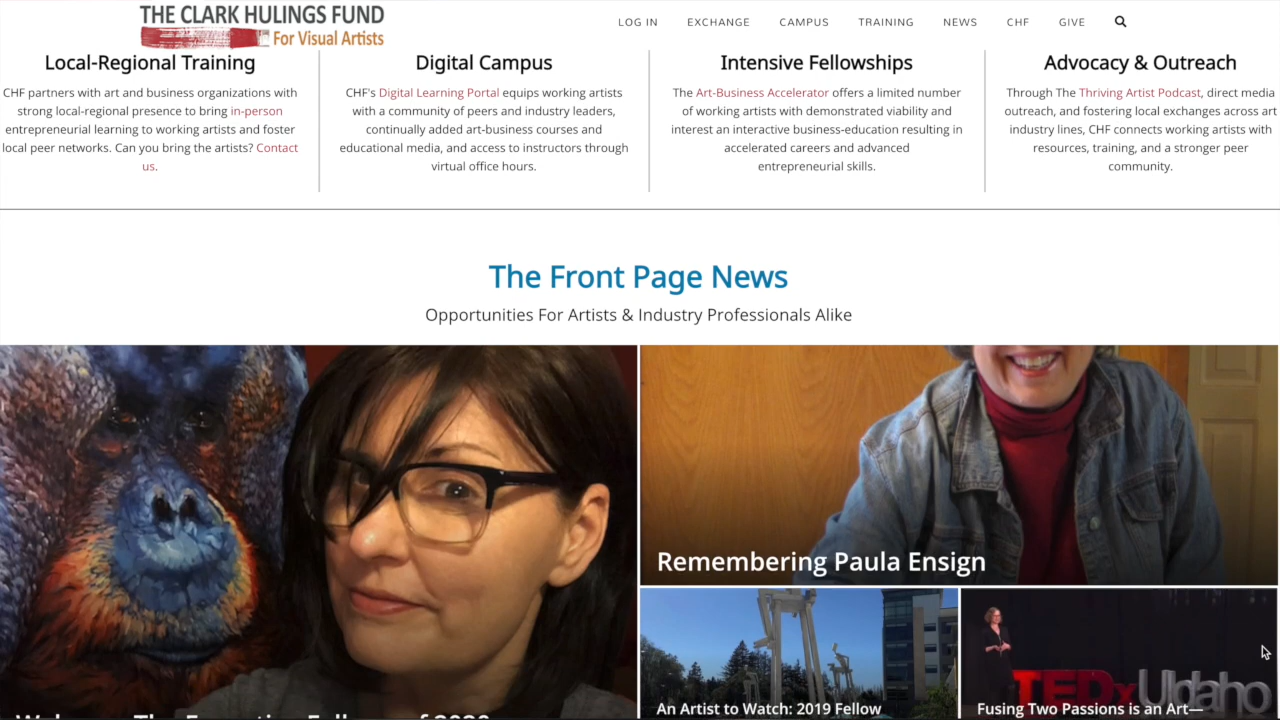 THE CLARK HULINGS FUND
For Visual Artists
LOG IN EXCHANGE CAMPUS TRAINING NEWS CHF GIVE
Local-Regional Training
CHF partners with art and business organizations with
strong local-regional presence to bring in-person
entrepreneurial learning to working artists and foster
local peer networks. Can you bring the artists? Contact
us.
Digital Campus
CHF's Digital Learning Portal equips working artists
with a community of peers and industry leaders,
continually added art-business courses and
educational media, and access to instructors through
virtual office hours.
Intensive Fellowships
The Art-Business Accelerator offers a limited number
of working artists with demonstrated viability and
interest an interactive business-education resulting in
accelerated careers and advanced
entrepreneurial skills.
Advocacy & Outreach
Through The Thriving Artist Podcast, direct media
outreach, and fostering local exchanges across art
industry lines, CHF connects working artists with
resources, training, and a stronger peer
community.
The Front Page News
Opportunities For Artists & Industry Professionals Alike
Remembering Paula Ensign
TEDxUIdaho
An Artist to Watch: 2019 Fellow
Fusing Two Passions is an Art—